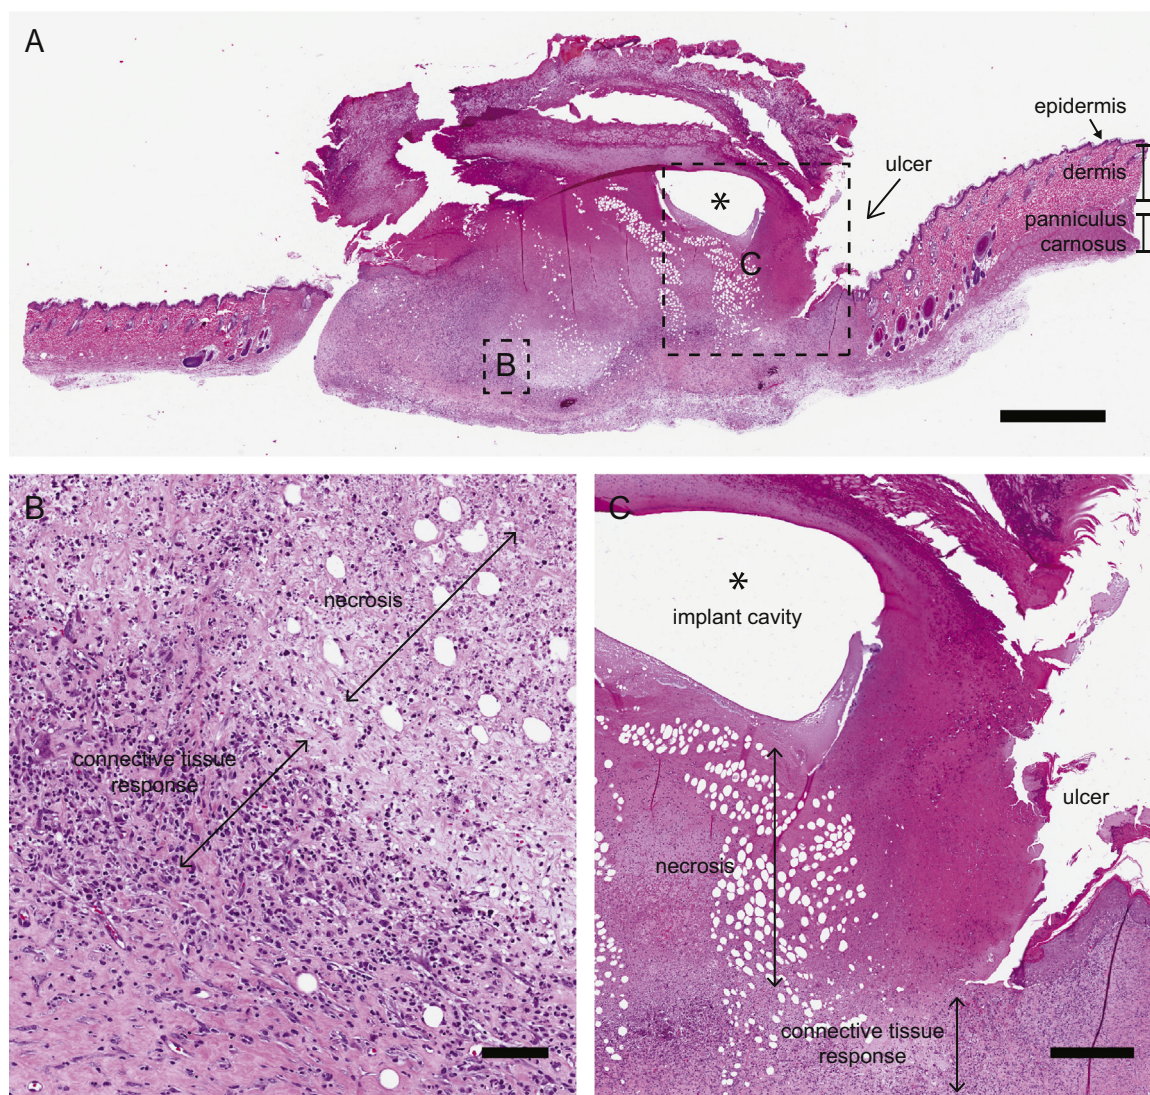 A
epidermis
dermis
ulcer
panniculus
carnosus
*
C
B
B
necrosis
connective tissue
response
C
*
implant cavity
ulcer
necrosis
connective tissue
response